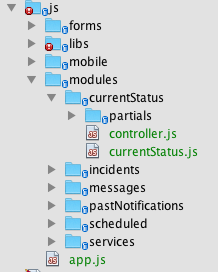 js
forms
libs
mobile
modules
currentStatus
partials
controller.js
currentStatus.js
incidents
messages
pastNotifications
scheduled
services
app.js